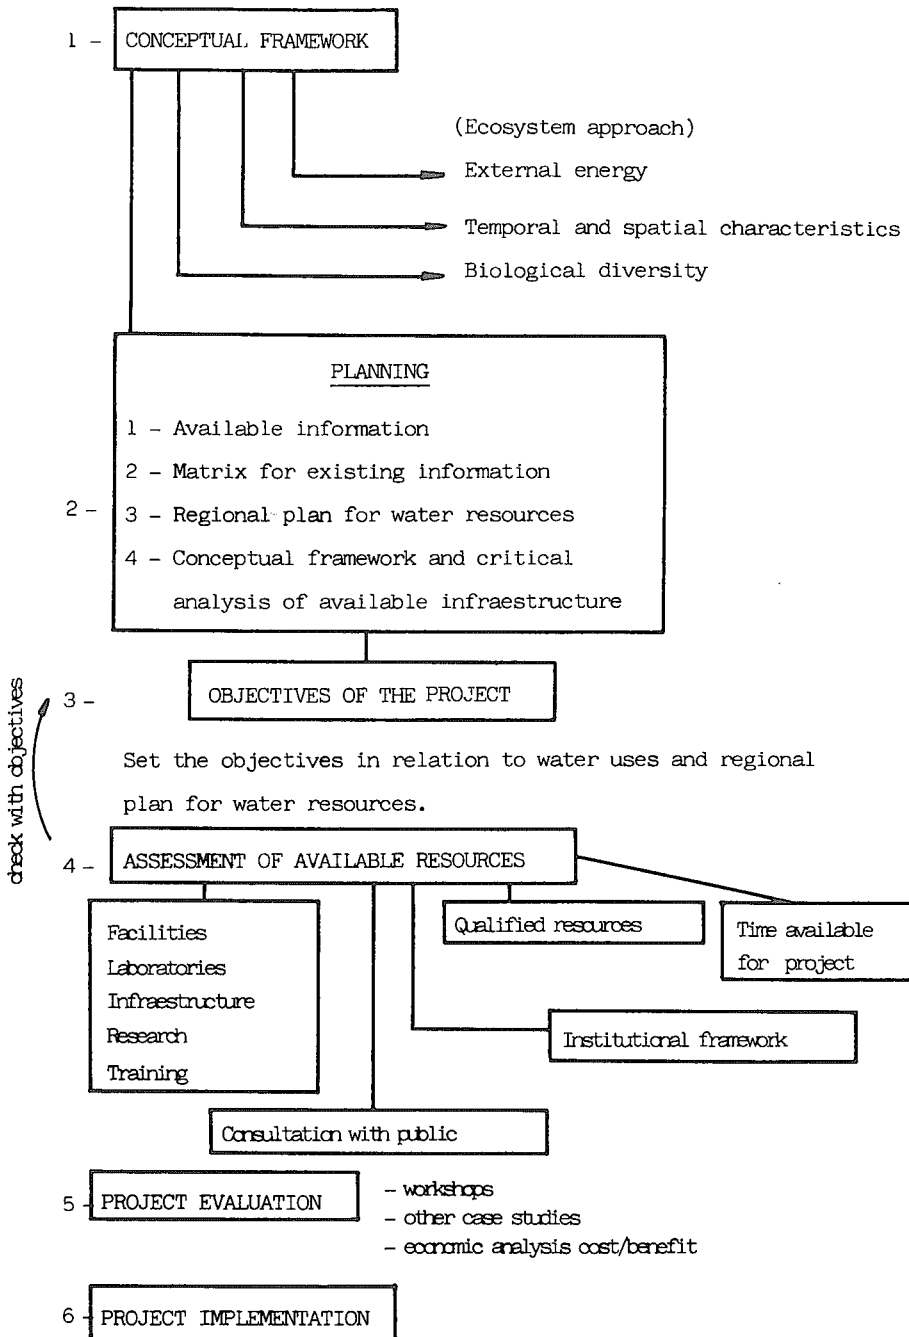 1 - CONCEPTUAL FRAMEWORK
(Ecosystem approach)
External energy
Temporal and spatial characteristics
Biological diversity
PLANNING
1 - Available information
2 - Matrix for existing information
2 -
3 - Regional plan for water resources
4 - Conceptual framework and critical
analysis of available infraestructure
3 -
OBJECTIVES OF THE PROJECT
check with objectives
Set the objectives in relation to water uses and regional
plan for water resources.
4 - ASSESSMENT OF AVAILABLE RESOURCES
Facilities
Laboratories
Infraestructure
Research
Training
Qualified resources
Time available
for project
Institutional framework
Consultation with public
5 - PROJECT EVALUATION
- workshops
- other case studies
- economic analysis cost/benefit
6 - PROJECT IMPLEMENTATION